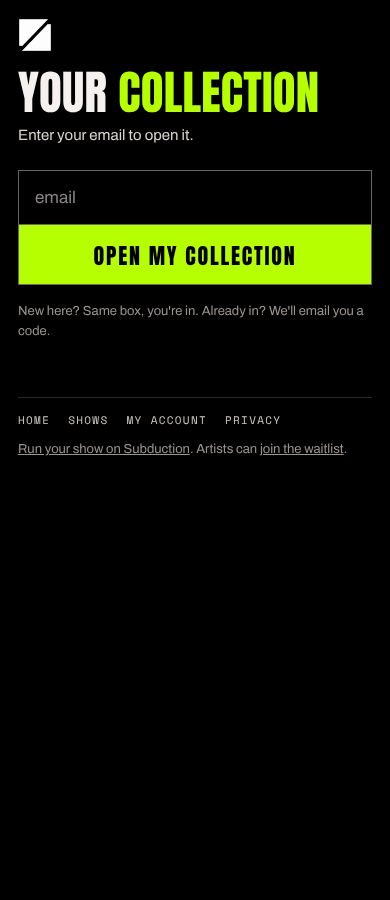 YOUR COLLECTION
Enter your email to open it.
email
OPEN MY COLLECTION
New here? Same box, you're in. Already in? We'll email you a
code.
HOME SHOWS MY ACCOUNT PRIVACY
Run your show on Subduction. Artists can join the waitlist.